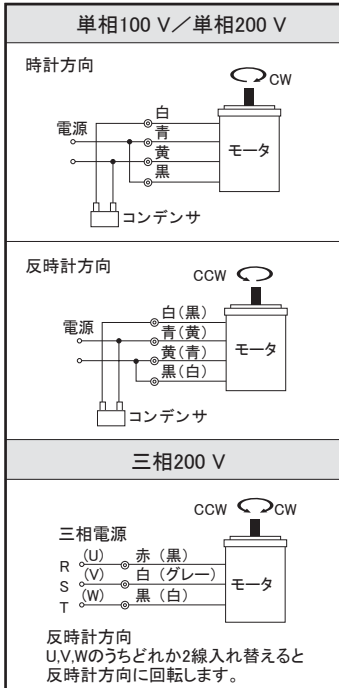 単相100 V／単相200 V
時計方向
CW
白
電源
青
黄
モータ
黒
コンデンサ
反時計方向
CCW
白(黒)
電源
青(黄)
黄(青)
モータ
黒(白)
コンデンサ
三相200 V
CCW CW
三相電源
R (U) 赤 (黒)
S (V) 白 (グレー) モータ
T (W) 黒 (白)
反時計方向
U,V,Wのうちどれか2線入れ替えると
反時計方向に回転します。